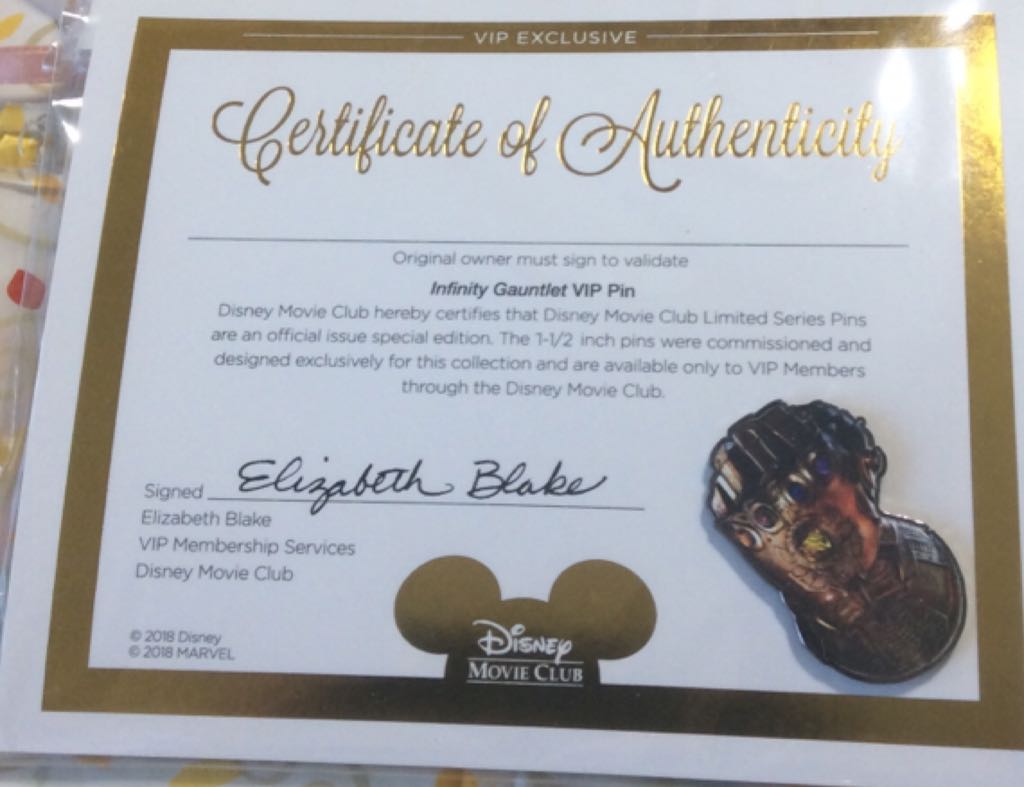 VIP EXCLUSIVE
Certificate of Authenticity
Original owner must sign to validate
Infinity Gauntlet VIP Pin
Disney Movie Club hereby certifies that Disney Movie Club Limited Series Pins
are an official issue special edition. The 1-1/2 inch pins were commissioned and
designed exclusively for this collection and are available only to VIP Members
through the Disney Movie Club.
Signed Elizabeth Blake
Elizabeth Blake
VIP Membership Services
Disney Movie Club
© 2018 Disney
© 2018 MARVEL
Disney
MOVIE CLUB